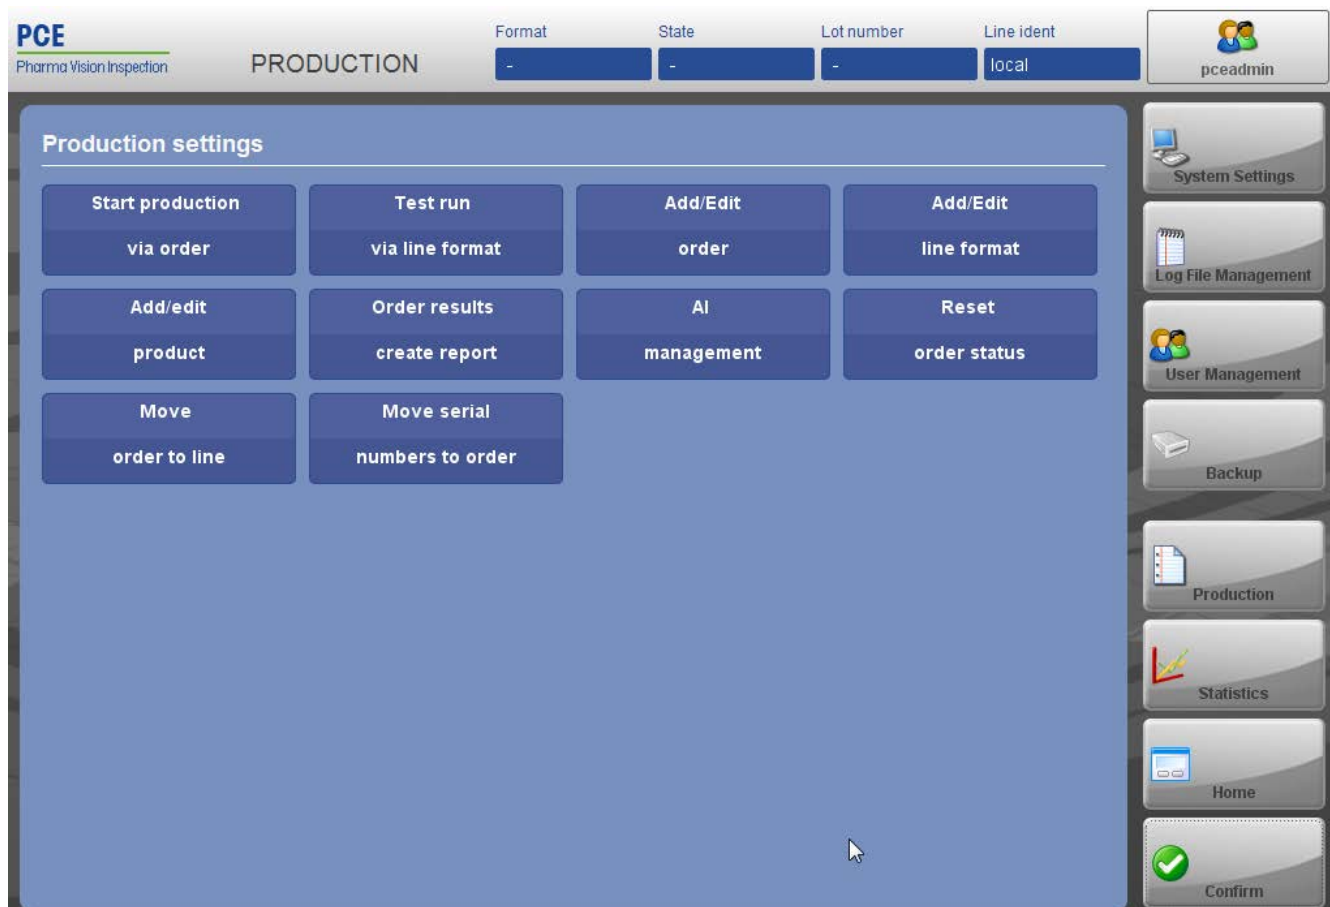 PCE
Pharma Vision Inspection
PRODUCTION
Format
State
Lot number
Line ident
-
-
-
local
pceadmin
Production settings
Start production
via order
Test run
via line format
Add/Edit
order
Add/Edit
line format
Add/edit
product
Order results
create report
AI
management
Reset
order status
Move
order to line
Move serial
numbers to order
System Settings
Log File Management
User Management
Backup
Production
Statistics
Home
Confirm